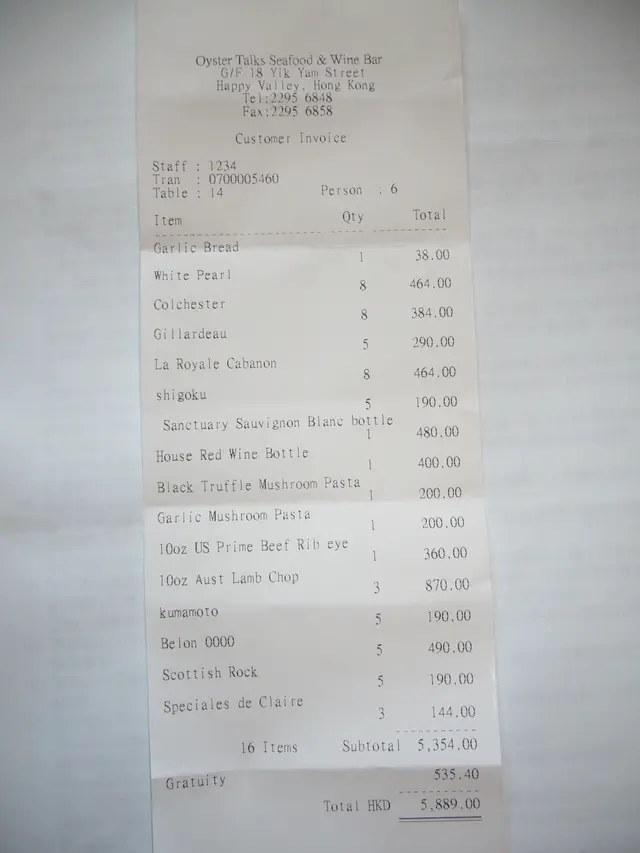 Oyster Talks Seafood & Wine Bar
G/F 18 Yik Yam Street
Happy Valley, Hong Kong
Tel:2295 6848
Fax:2295 6858
Customer Invoice
Staff : 1234
Tran : 0700005460
Table : 14 Person : 6
Item Qty Total
Garlic Bread 1 38.00
White Pearl 8 464.00
Colchester 8 384.00
Gillardeau 5 290.00
La Royale Cabanon 8 464.00
shigoku 5 190.00
Sanctuary Sauvignon Blanc bottle 1 480.00
House Red Wine Bottle 1 400.00
Black Truffle Mushroom Pasta 1 200.00
Garlic Mushroom Pasta 1 200.00
10oz US Prime Beef Rib eye 1 360.00
10oz Aust Lamb Chop 3 870.00
kumamoto 5 190.00
Belon 0000 5 490.00
Scottish Rock 5 190.00
Speciales de Claire 3 144.00
16 Items Subtotal 5,354.00
Gratuity 535.40
Total HKD 5,889.00